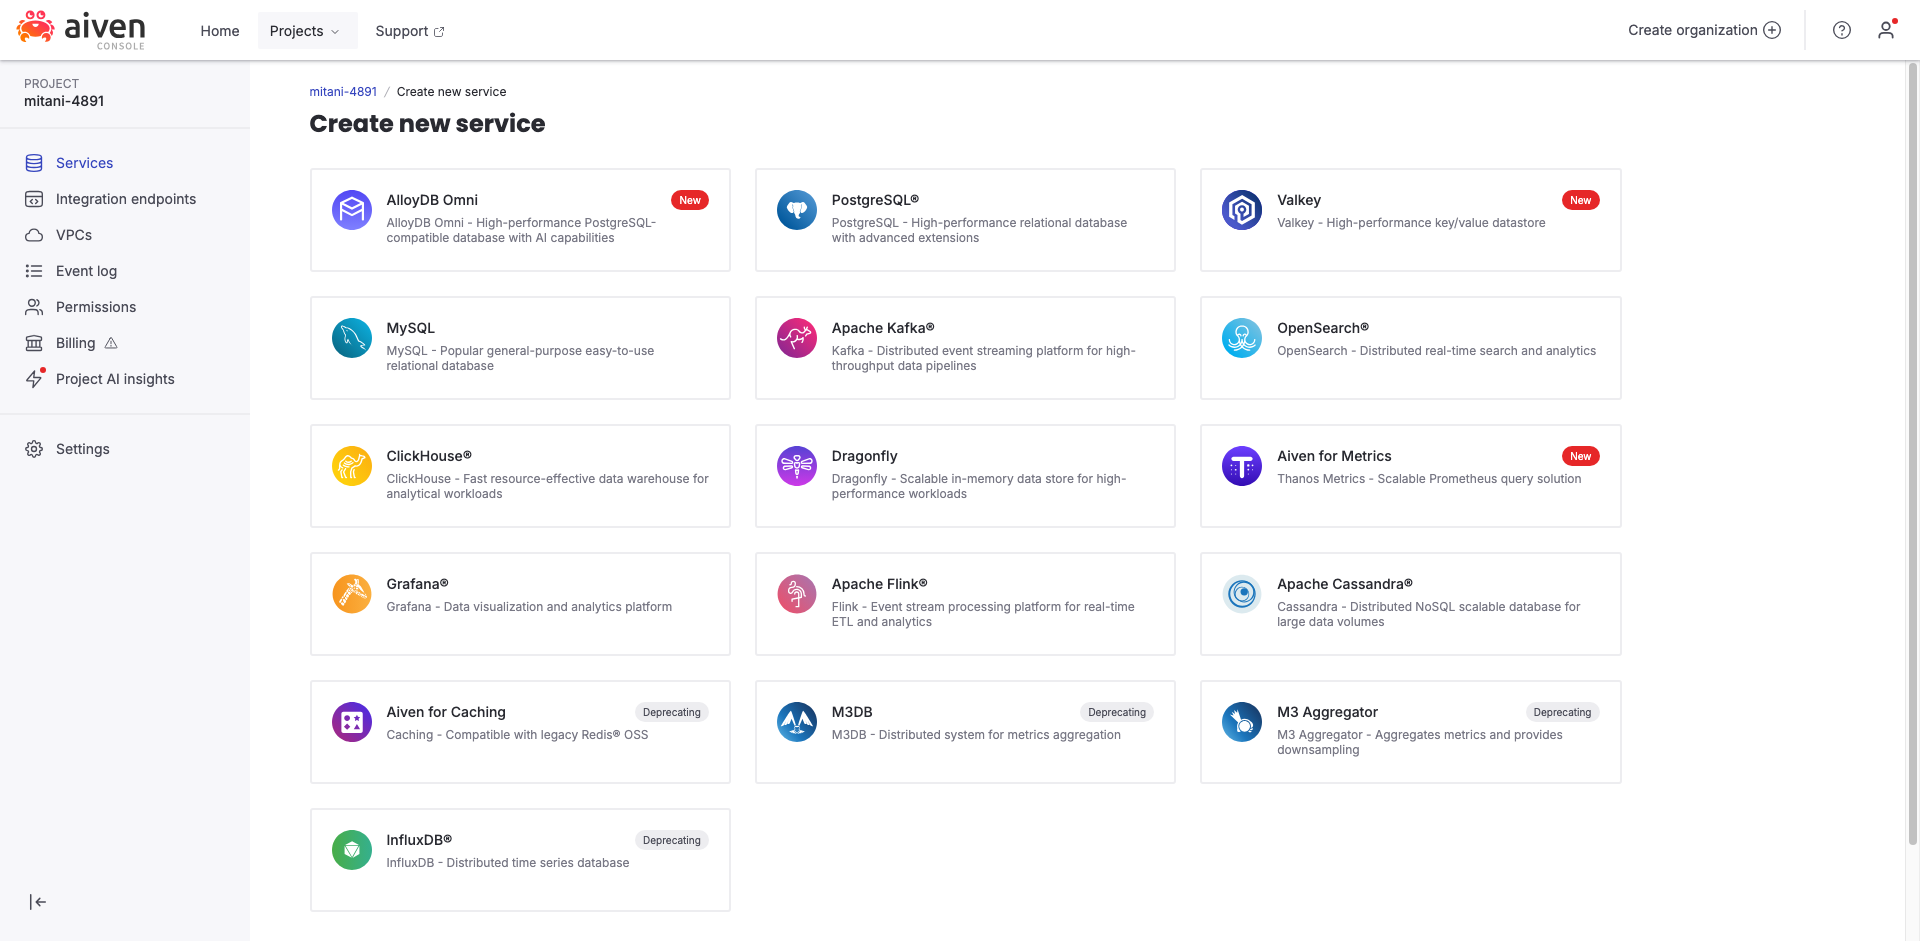 aiven
CONSOLE
Home
Projects
Support
Create organization
PROJECT
mitani-4891
Services
Integration endpoints
VPCs
Event log
Permissions
Billing
Project AI insights
Settings
mitani-4891 / Create new service
Create new service
AlloyDB Omni
New
AlloyDB Omni - High-performance PostgreSQL-
compatible database with AI capabilities
PostgreSQL®
PostgreSQL - High-performance relational database
with advanced extensions
Valkey
New
Valkey - High-performance key/value datastore
MySQL
MySQL - Popular general-purpose easy-to-use
relational database
Apache Kafka®
Kafka - Distributed event streaming platform for high-
throughput data pipelines
OpenSearch®
OpenSearch - Distributed real-time search and analytics
ClickHouse®
ClickHouse - Fast resource-effective data warehouse for
analytical workloads
Dragonfly
Dragonfly - Scalable in-memory data store for high-
performance workloads
Aiven for Metrics
New
Thanos Metrics - Scalable Prometheus query solution
Grafana®
Grafana - Data visualization and analytics platform
Apache Flink®
Flink - Event stream processing platform for real-time
ETL and analytics
Apache Cassandra®
Cassandra - Distributed NoSQL scalable database for
large data volumes
Aiven for Caching
Deprecating
Caching - Compatible with legacy Redis® OSS
M3DB
Deprecating
M3DB - Distributed system for metrics aggregation
M3 Aggregator
Deprecating
M3 Aggregator - Aggregates metrics and provides
downsampling
InfluxDB®
Deprecating
InfluxDB - Distributed time series database